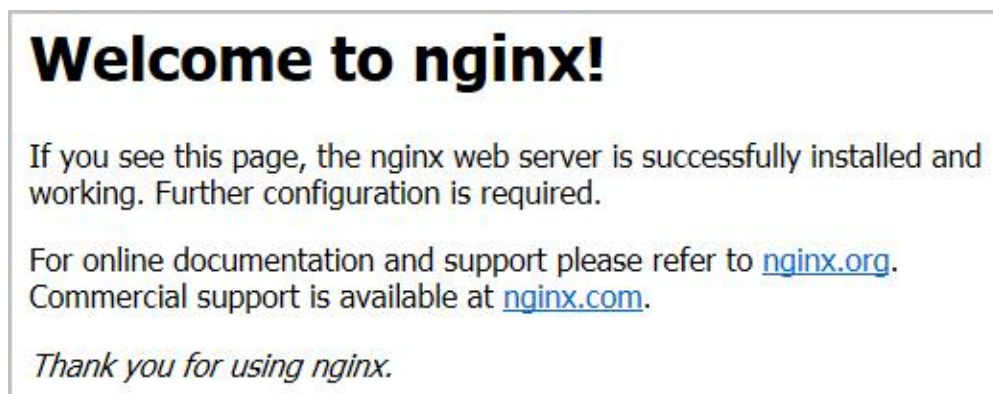 Welcome to nginx!
If you see this page, the nginx web server is successfully installed and
working. Further configuration is required.
For online documentation and support please refer to nginx.org.
Commercial support is available at nginx.com.
Thank you for using nginx.